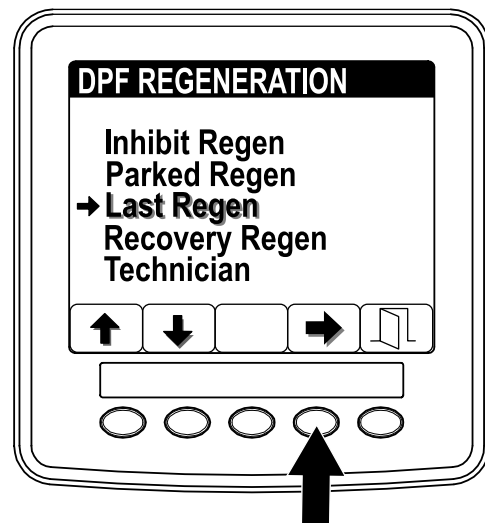 DPF REGENERATION
Inhibit Regen
Parked Regen
Last Regen
Recovery Regen
Technician